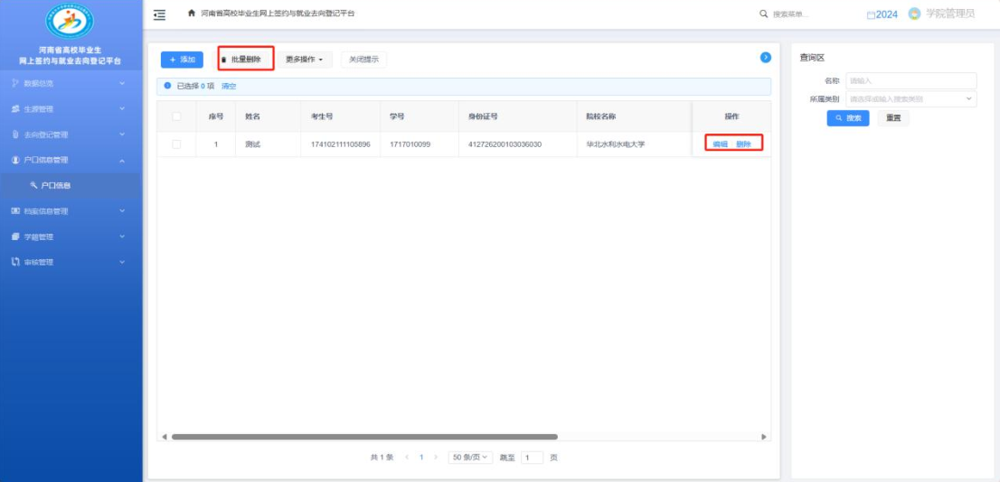 河南省高校毕业生
网上签约与就业去向登记平台
数据总览
生源管理
去向登记管理
户口信息管理
户口信息
档案信息管理
学籍管理
审核管理
河南省高校毕业生网上签约与就业去向登记平台
搜索菜单...
2024
学院管理员
+ 添加
批量删除
更多操作
关闭提示
已选择 0 项 清空
序号 姓名 考生号 学号 身份证号 院校名称 操作
1 测试 174102111105896 1717010099 412726200103036030 华北水利水电大学 编辑 删除
共 1 条 < 1 > 50 条/页 跳至 1 页
查询区
名称 请输入
所属类别 请选择或输入搜索类别
搜索 重置